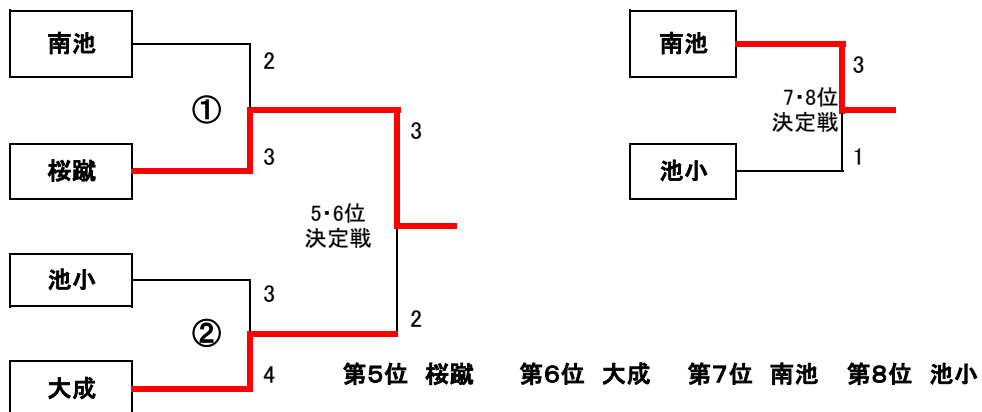 南池
2
①
3
桜蹴
3
5・6位
決定戦
池小
3
②
4
大成
2
南池
3
7・8位
決定戦
1
池小
第5位 桜蹴 第6位 大成 第7位 南池 第8位 池小